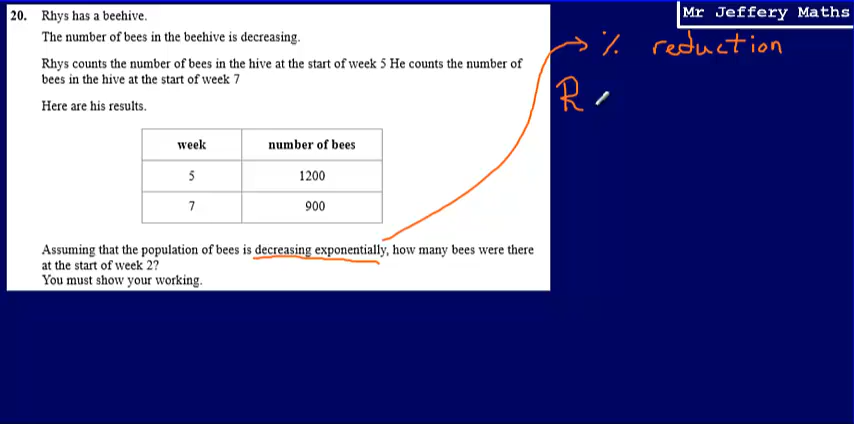 Mr Jeffery Maths
20. Rhys has a beehive.
The number of bees in the beehive is decreasing.
Rhys counts the number of bees in the hive at the start of week 5 He counts the number of
bees in the hive at the start of week 7
Here are his results.
week number of bees
5 1200
7 900
Assuming that the population of bees is decreasing exponentially, how many bees were there
at the start of week 2?
You must show your working.
% reduction
R